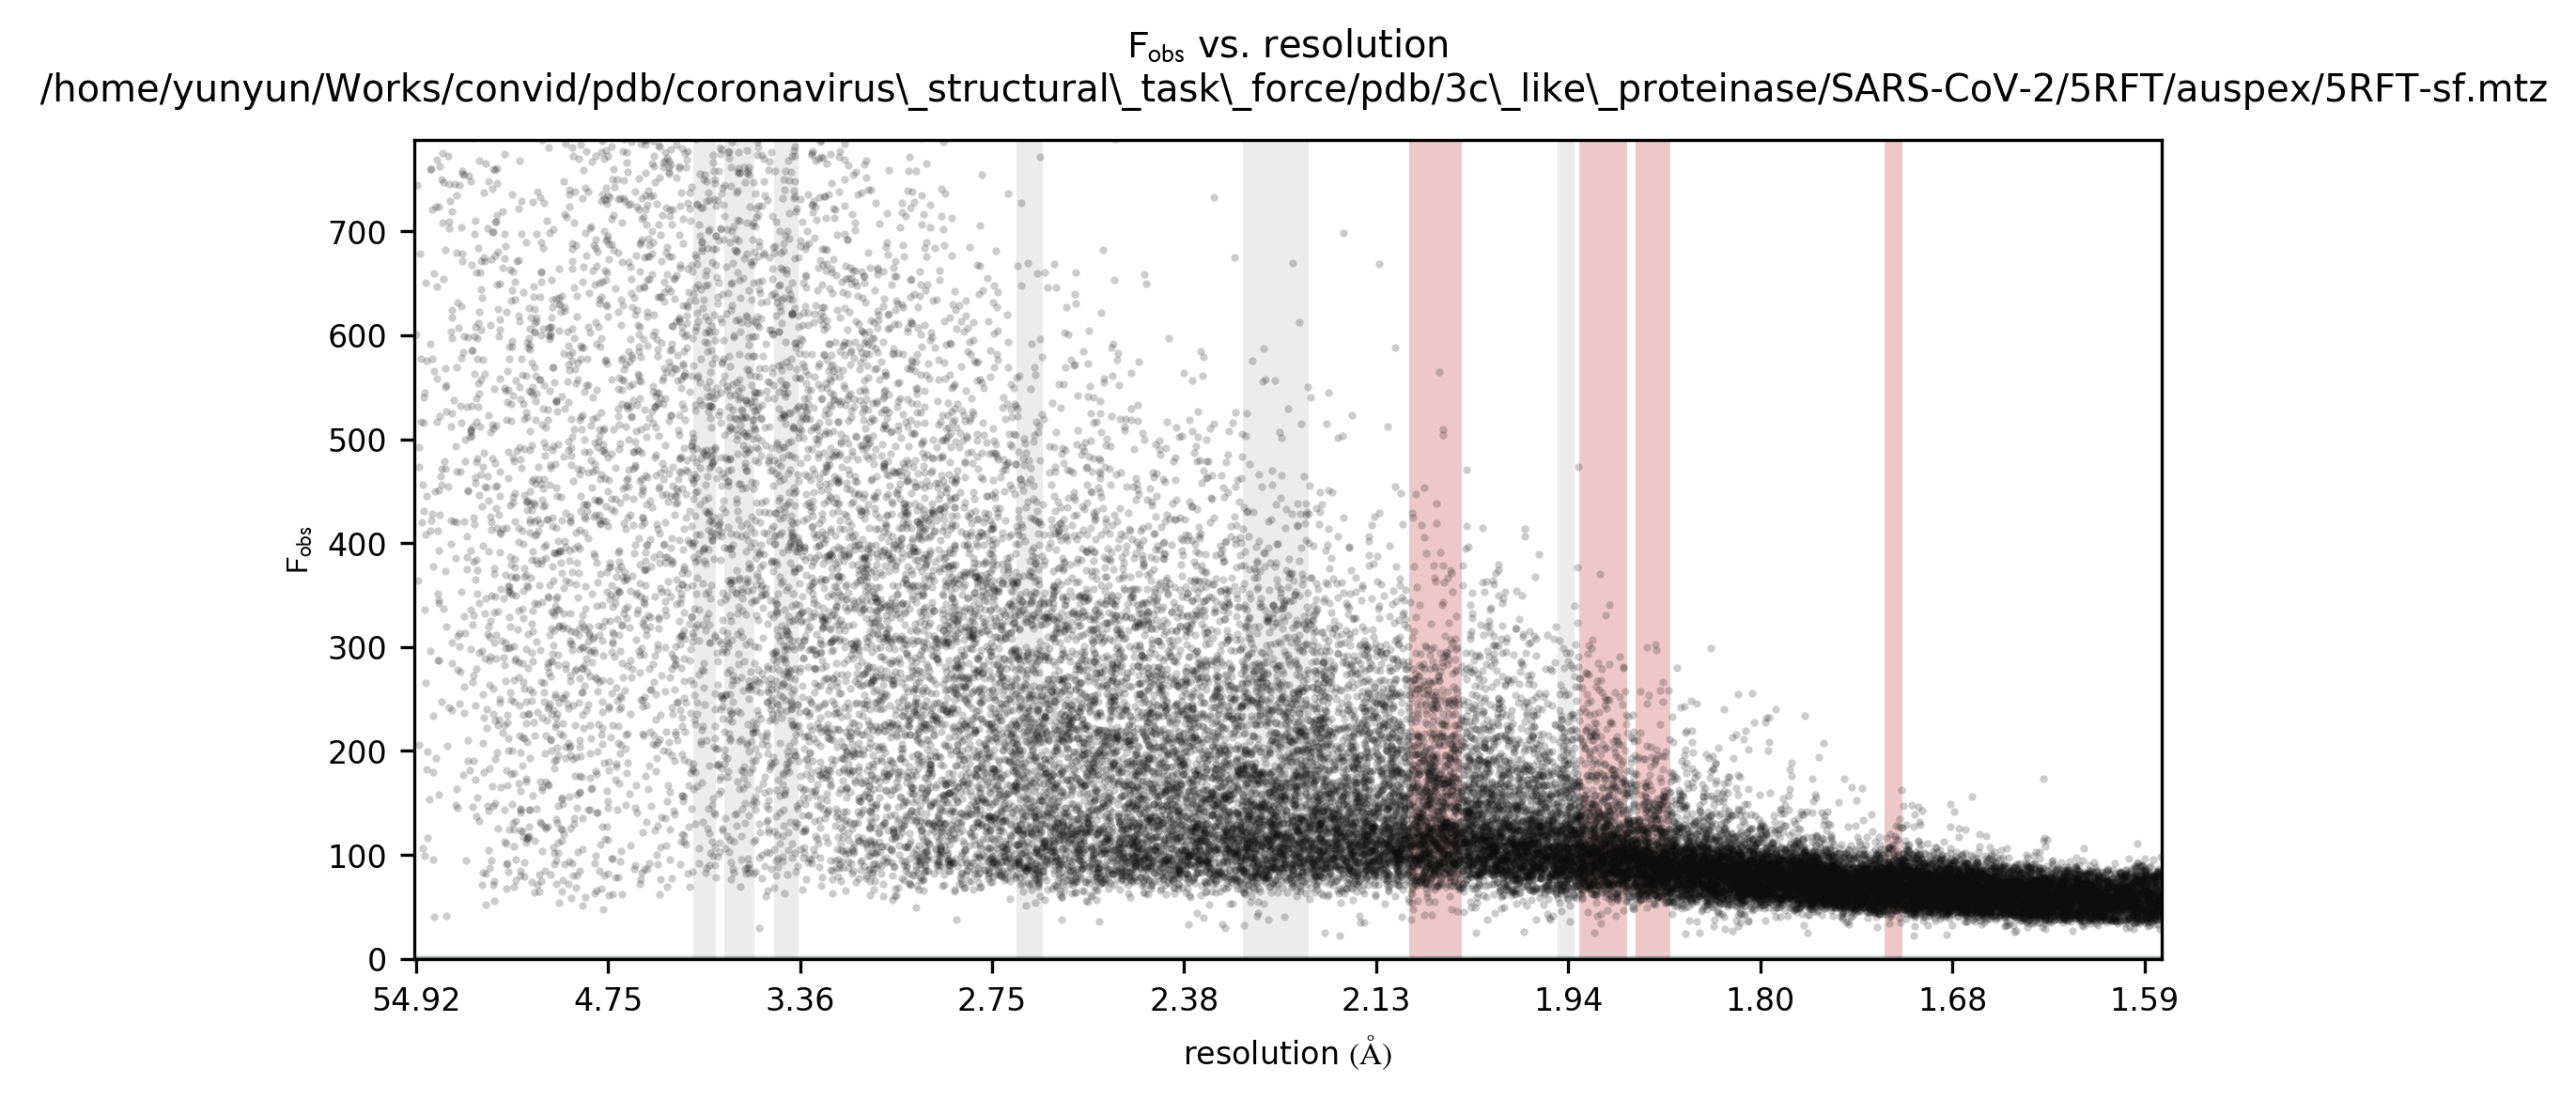 Fobs vs. resolution
/home/yunyun/Works/convid/pdb/coronavirus\_structural\_task\_force/pdb/3c\_like\_proteinase/SARS-CoV-2/5RFT/auspex/5RFT-sf.mtz
700
600
500
400
300
200
100
0
Fobs
54.92 4.75 3.36 2.75 2.38 2.13 1.94 1.80 1.68 1.59
resolution (Å)